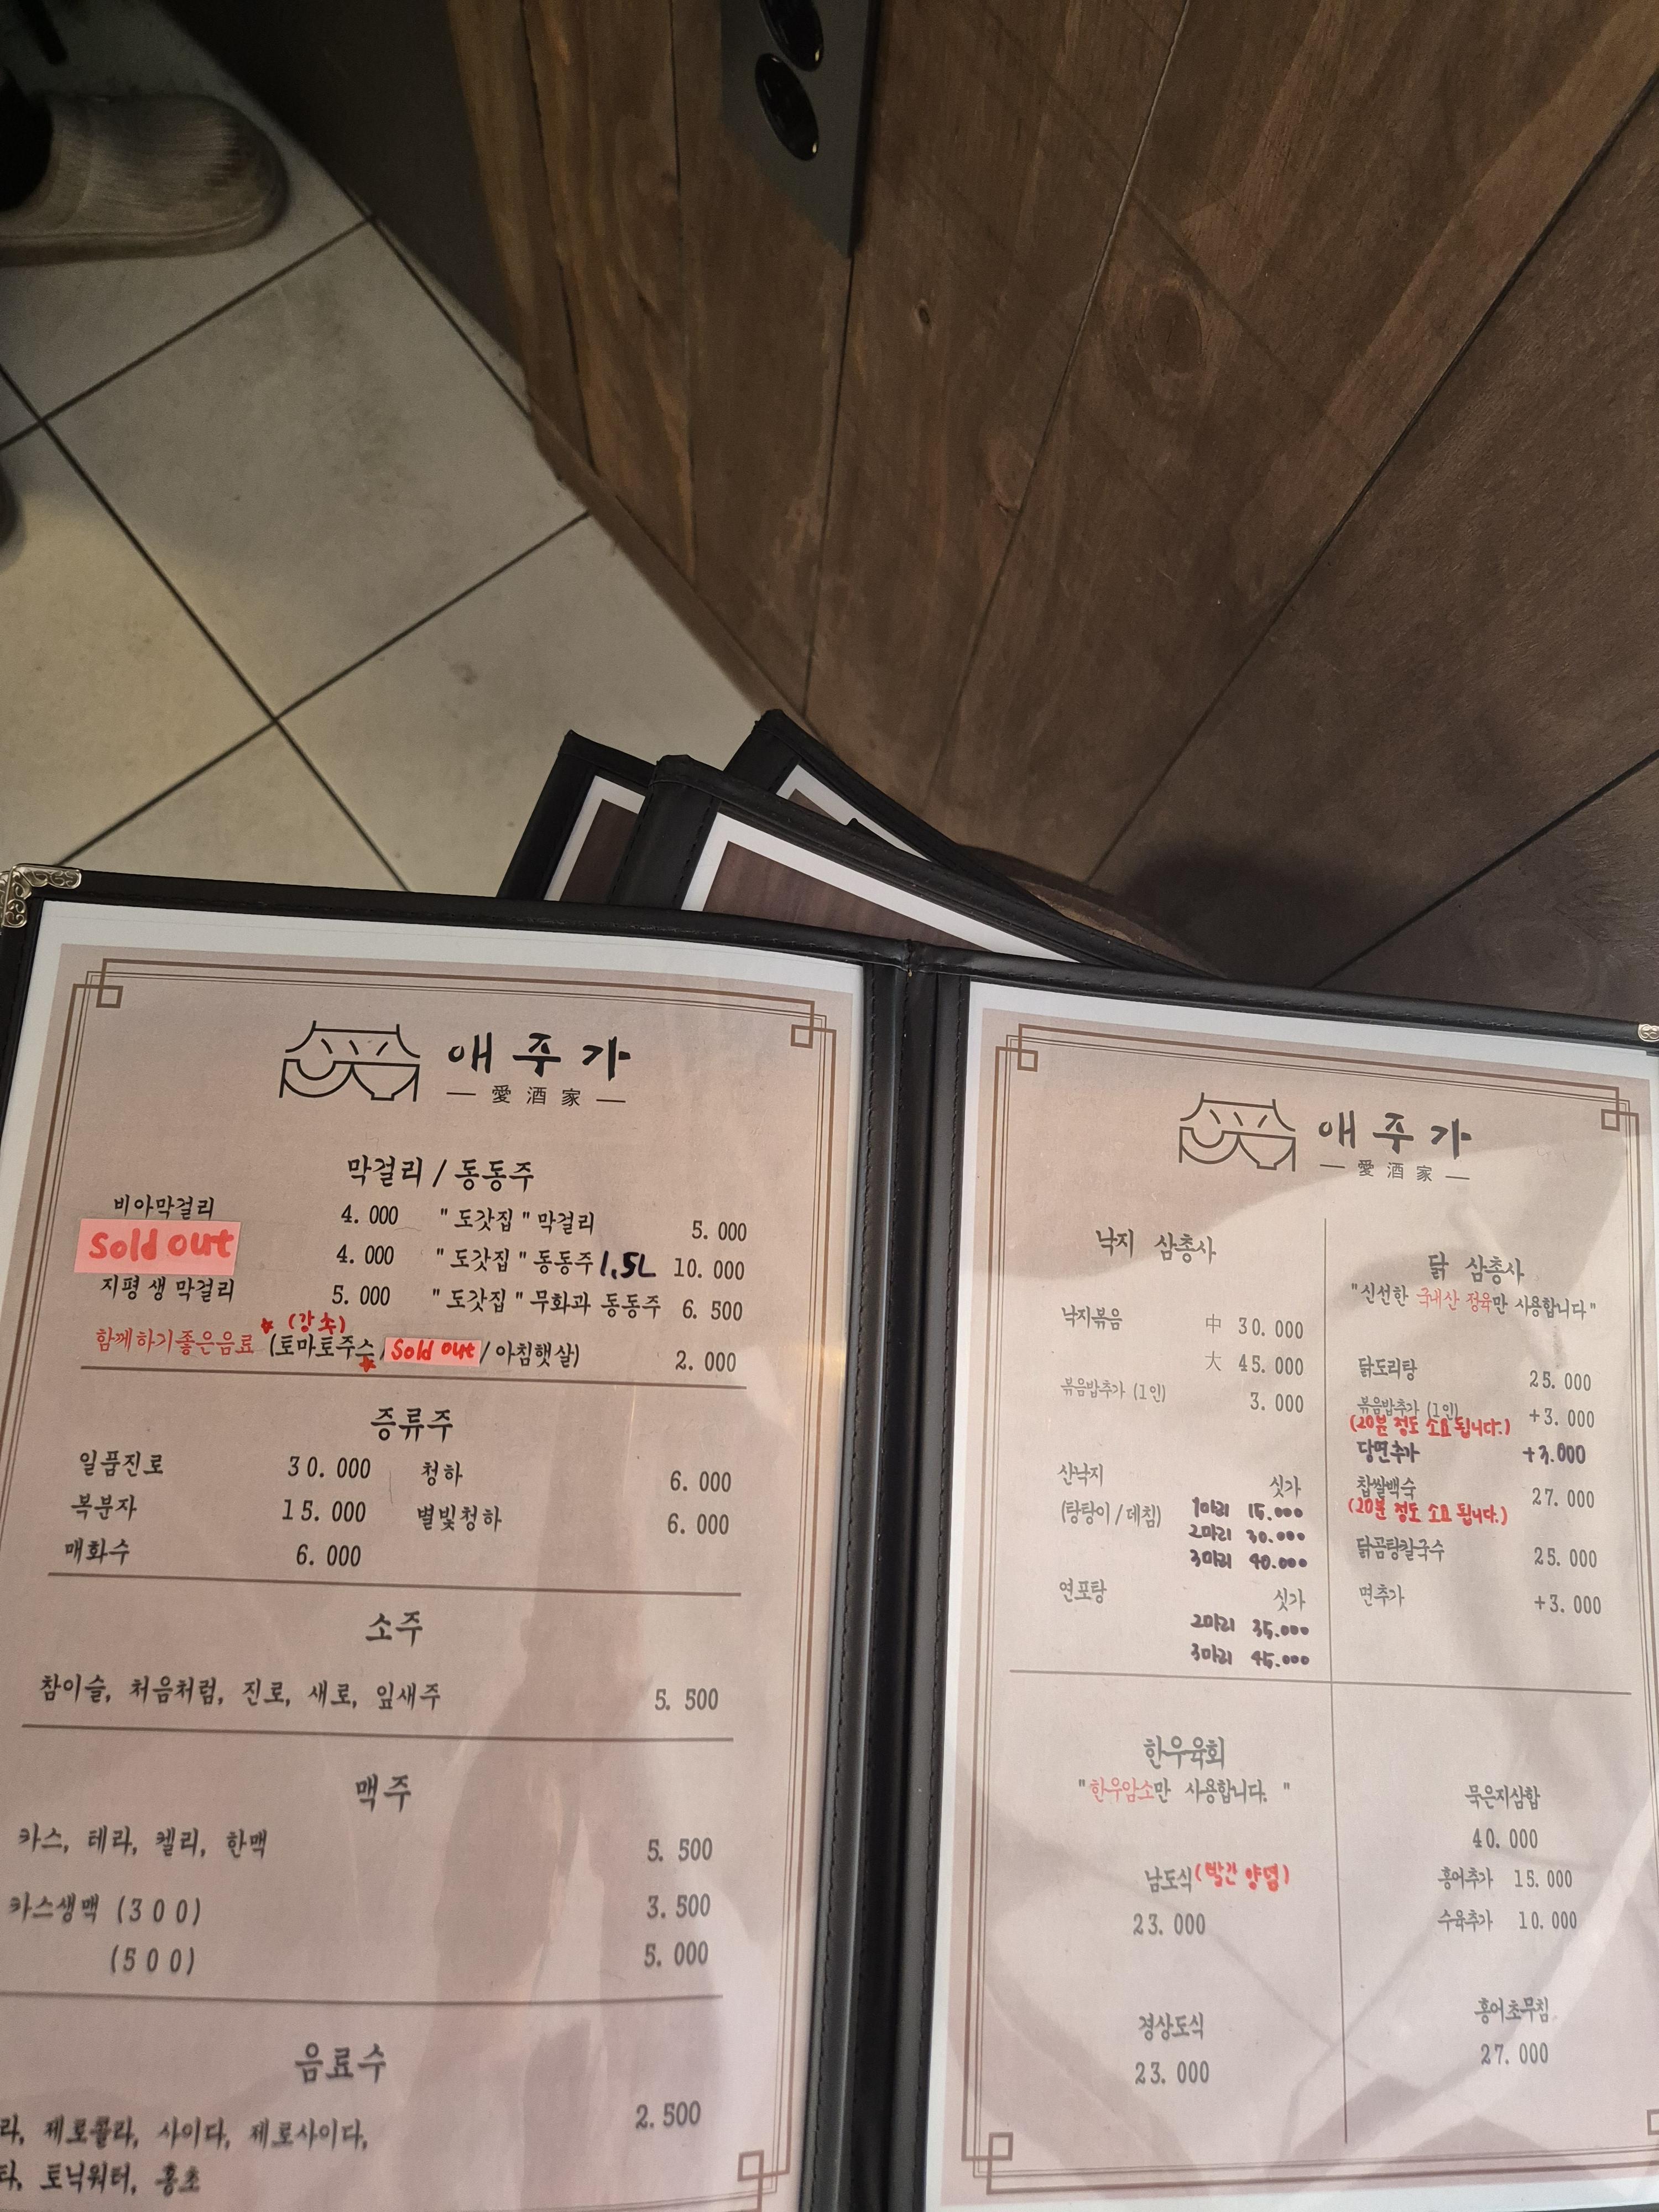 애주가
愛酒家
막걸리 / 동동주
비아막걸리 4.000 "도갓집" 막걸리 5.000
Sold out 4.000 "도갓집" 동동주 1.5L 10.000
지평 생 막걸리 5.000 "도갓집" 무화과 동동주 6.500
(강추)
함께하기좋은음료 (토마토주스/Sold out/아침햇살) 2.000
증류주
일품진로 30.000 청하 6.000
복분자 15.000 별빛청하 6.000
매화수 6.000
소주
참이슬, 처음처럼, 진로, 새로, 잎새주 5.500
맥주
카스, 테라, 켈리, 한맥 5.500
카스생맥 (300) 3.500
(500) 5.000
음료수
라, 제로콜라, 사이다, 제로사이다, 2.500
타, 토닉워터, 홍초
애주가
愛酒家
낙지 삼총사
낙지볶음 中 30.000
大 45.000
볶음밥추가 (1인) 3.000
산낙지 싯가
(탕탕이/데침) 1마리 15.000
2마리 30.000
3마리 40.000
연포탕 싯가
2마리 35.000
3마리 45.000
닭 삼총사
"신선한 국내산 정육만 사용합니다"
닭도리탕 25.000
볶음밥추가 (1인) +3.000
(20분 정도 소요 됩니다.)
당면추가 +3.000
찹쌀백숙 27.000
(20분 정도 소요 됩니다.)
닭곰탕칼국수 25.000
면추가 +3.000
한우육회
"한우암소만 사용합니다. "
남도식(빨간 양념)
23.000
경상도식
23.000
묵은지삼합
40.000
홍어추가 15.000
수육추가 10.000
홍어초무침
27.000